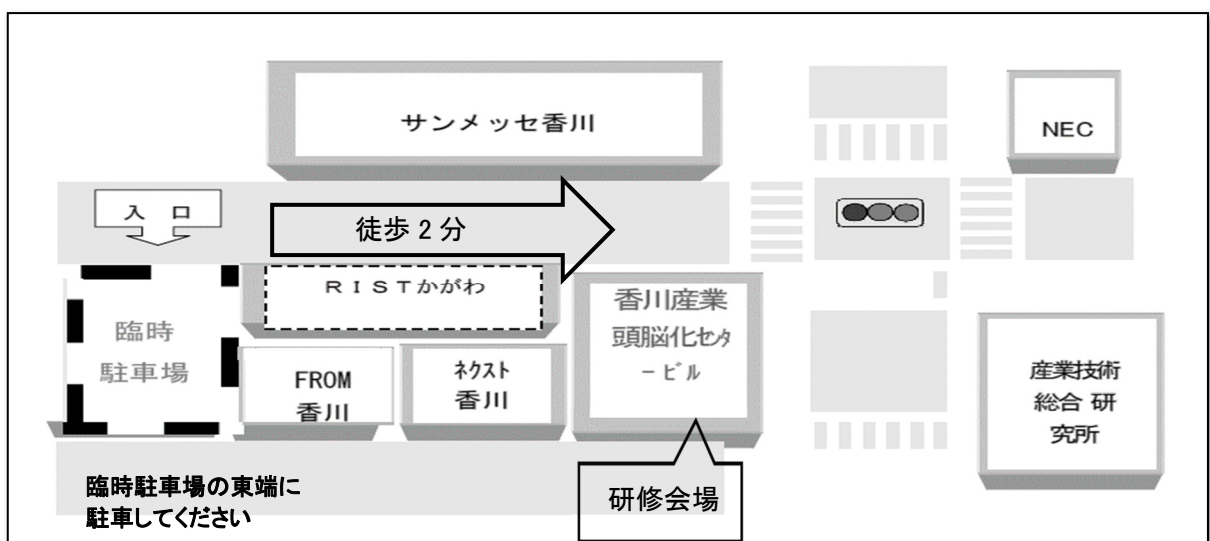 サンメッセ香川
NEC
入 口
徒歩 2 分
RISTかがわ
臨時
駐車場
FROM
香川
ネクスト
香川
香川産業
頭脳化センタ
ービル
産業技術
総合 研
究所
研修会場
臨時駐車場の東端に
駐車してください